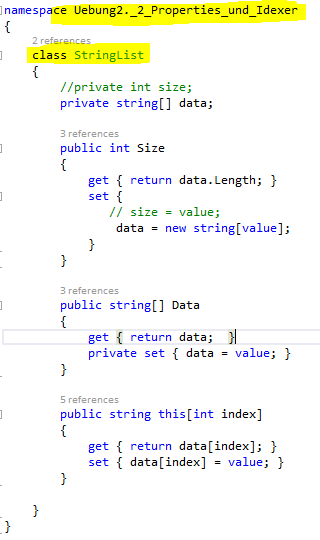 namespace Uebung2._2_Properties_und_Idexer
{
2 references
class StringList
{
//private int size;
private string[] data;
3 references
public int Size
{
get { return data.Length; }
set {
// size = value;
data = new string[value];
}
}
3 references
public string[] Data
{
get { return data; }
private set { data = value; }
}
5 references
public string this[int index]
{
get { return data[index]; }
set { data[index] = value; }
}
}
}